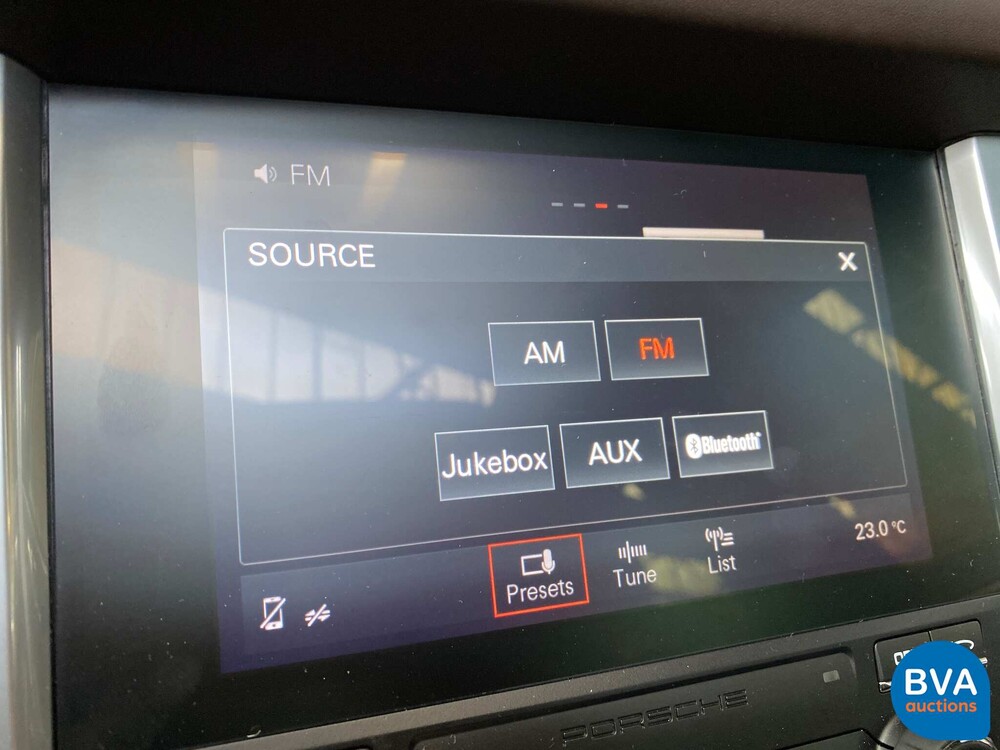 FM
SOURCE
X
AM FM
Jukebox AUX Bluetooth
Presets Tune List 23.0 °C
PORSCHE
BVA
auctions